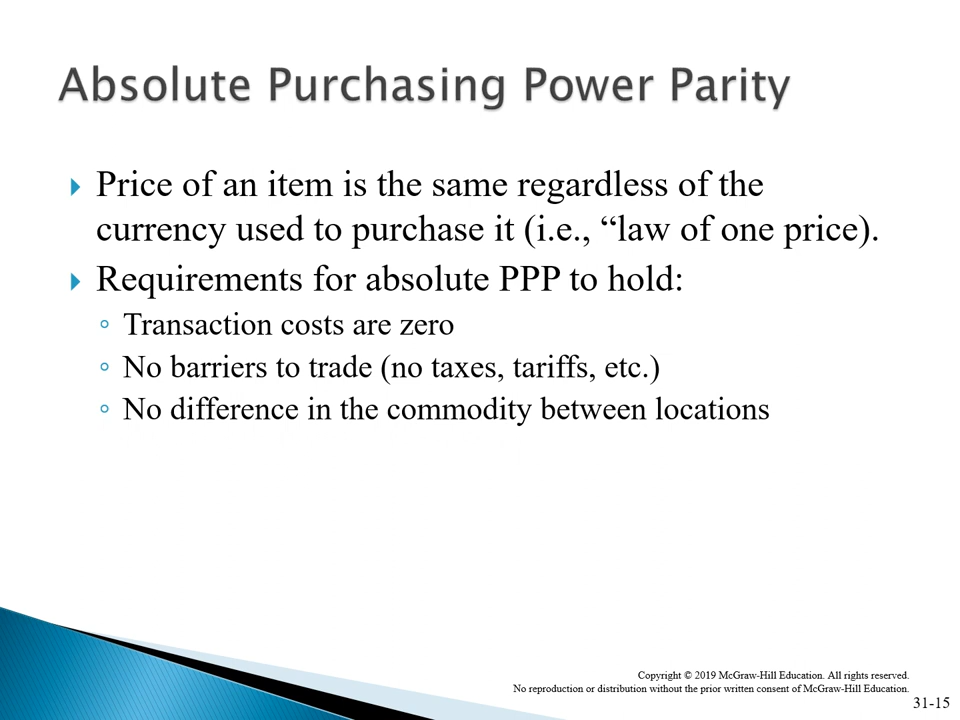 Absolute Purchasing Power Parity
Price of an item is the same regardless of the
currency used to purchase it (i.e., “law of one price).
Requirements for absolute PPP to hold:
Transaction costs are zero
No barriers to trade (no taxes, tariffs, etc.)
No difference in the commodity between locations
Copyright © 2019 McGraw-Hill Education. All rights reserved.
No reproduction or distribution without the prior written consent of McGraw-Hill Education.
31-15